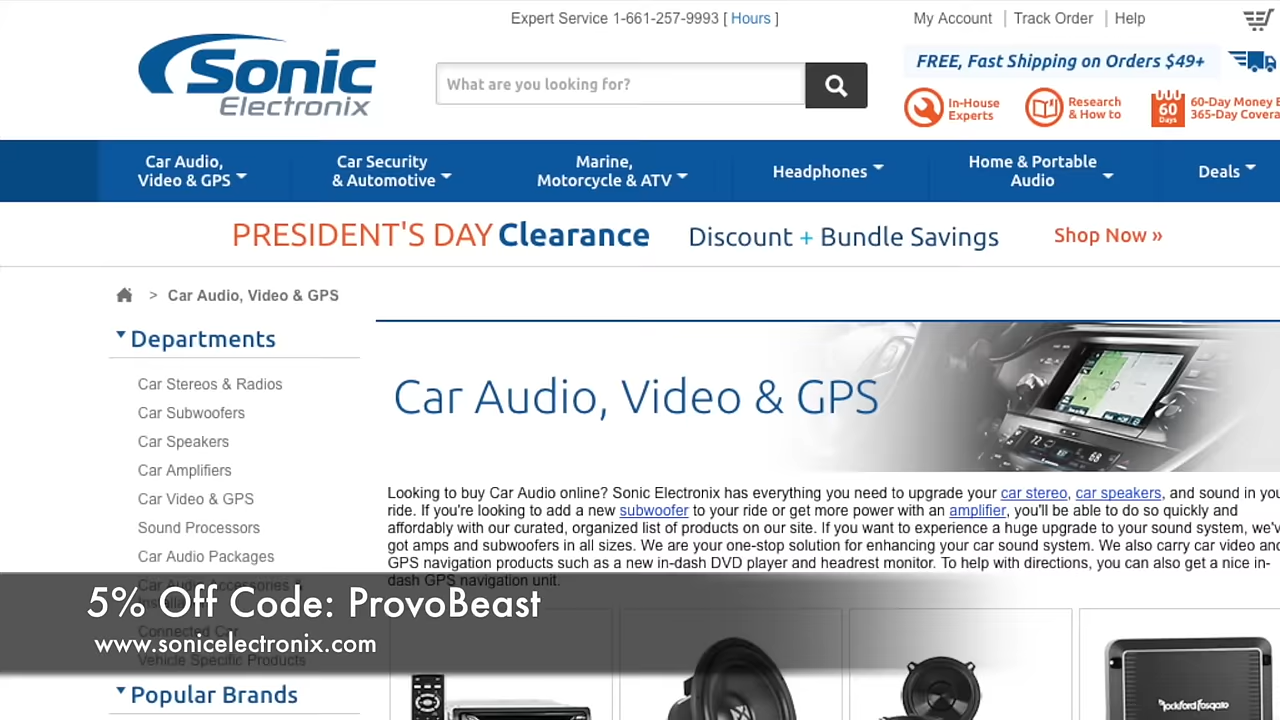 Expert Service 1-661-257-9993 [ Hours ]
My Account | Track Order | Help
Sonic
Electronix
What are you looking for?
FREE, Fast Shipping on Orders $49+
In-House
Experts
Research
& How to
60
Days
60-Day Money
365-Day
Car Audio,
Video & GPS
Car Security
& Automotive
Marine,
Motorcycle & ATV
Headphones
Home & Portable
Audio
Deals
PRESIDENT'S DAY Clearance
Discount + Bundle Savings
Shop Now »
> Car Audio, Video & GPS
Departments
Car Stereos & Radios
Car Subwoofers
Car Speakers
Car Amplifiers
Car Video & GPS
Sound Processors
Car Audio Packages
Car Audio Accessories &
Connected Car
Vehicle Specific Products
Popular Brands
Car Audio, Video & GPS
Looking to buy Car Audio online? Sonic Electronix has everything you need to upgrade your car stereo, car speakers, and sound in
ride. If you're looking to add a new subwoofer to your ride or get more power with an amplifier, you'll be able to do so quickly and
affordably with our curated, organized list of products on our site. If you want to experience a huge upgrade to your sound system,
got amps and subwoofers in all sizes. We are your one-stop solution for enhancing your car sound system. We also carry car video
GPS navigation products such as a new in-dash DVD player and headrest monitor. To help with directions, you can also get a nice in-
dash GPS navigation unit.
5% Off Code: ProvoBeast
www.sonicelectronix.com
Rockford Fosgate